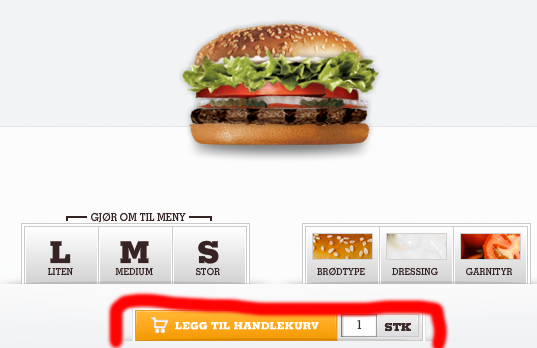 GJØR OM TIL MENY
L M S
LITEN MEDIUM STOR
BRØDTYPE DRESSING GARNITYR
LEGG TIL HANDLEKURV 1 STK